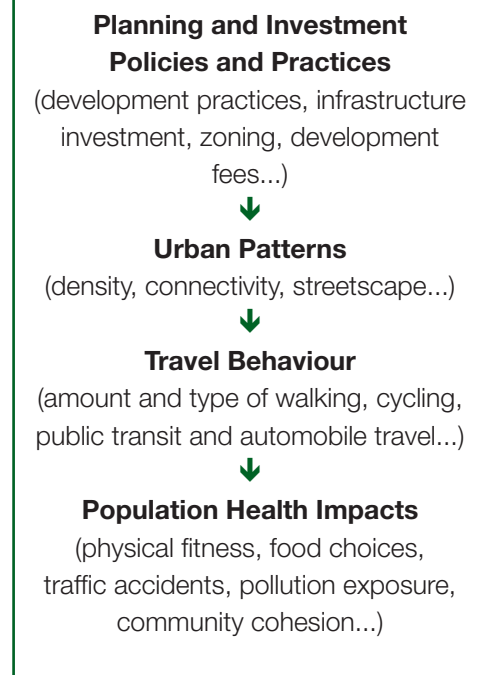 Planning and Investment
Policies and Practices
(development practices, infrastructure
investment, zoning, development
fees...)
Urban Patterns
(density, connectivity, streetscape...)
Travel Behaviour
(amount and type of walking, cycling,
public transit and automobile travel...)
Population Health Impacts
(physical fitness, food choices,
traffic accidents, pollution exposure,
community cohesion...)